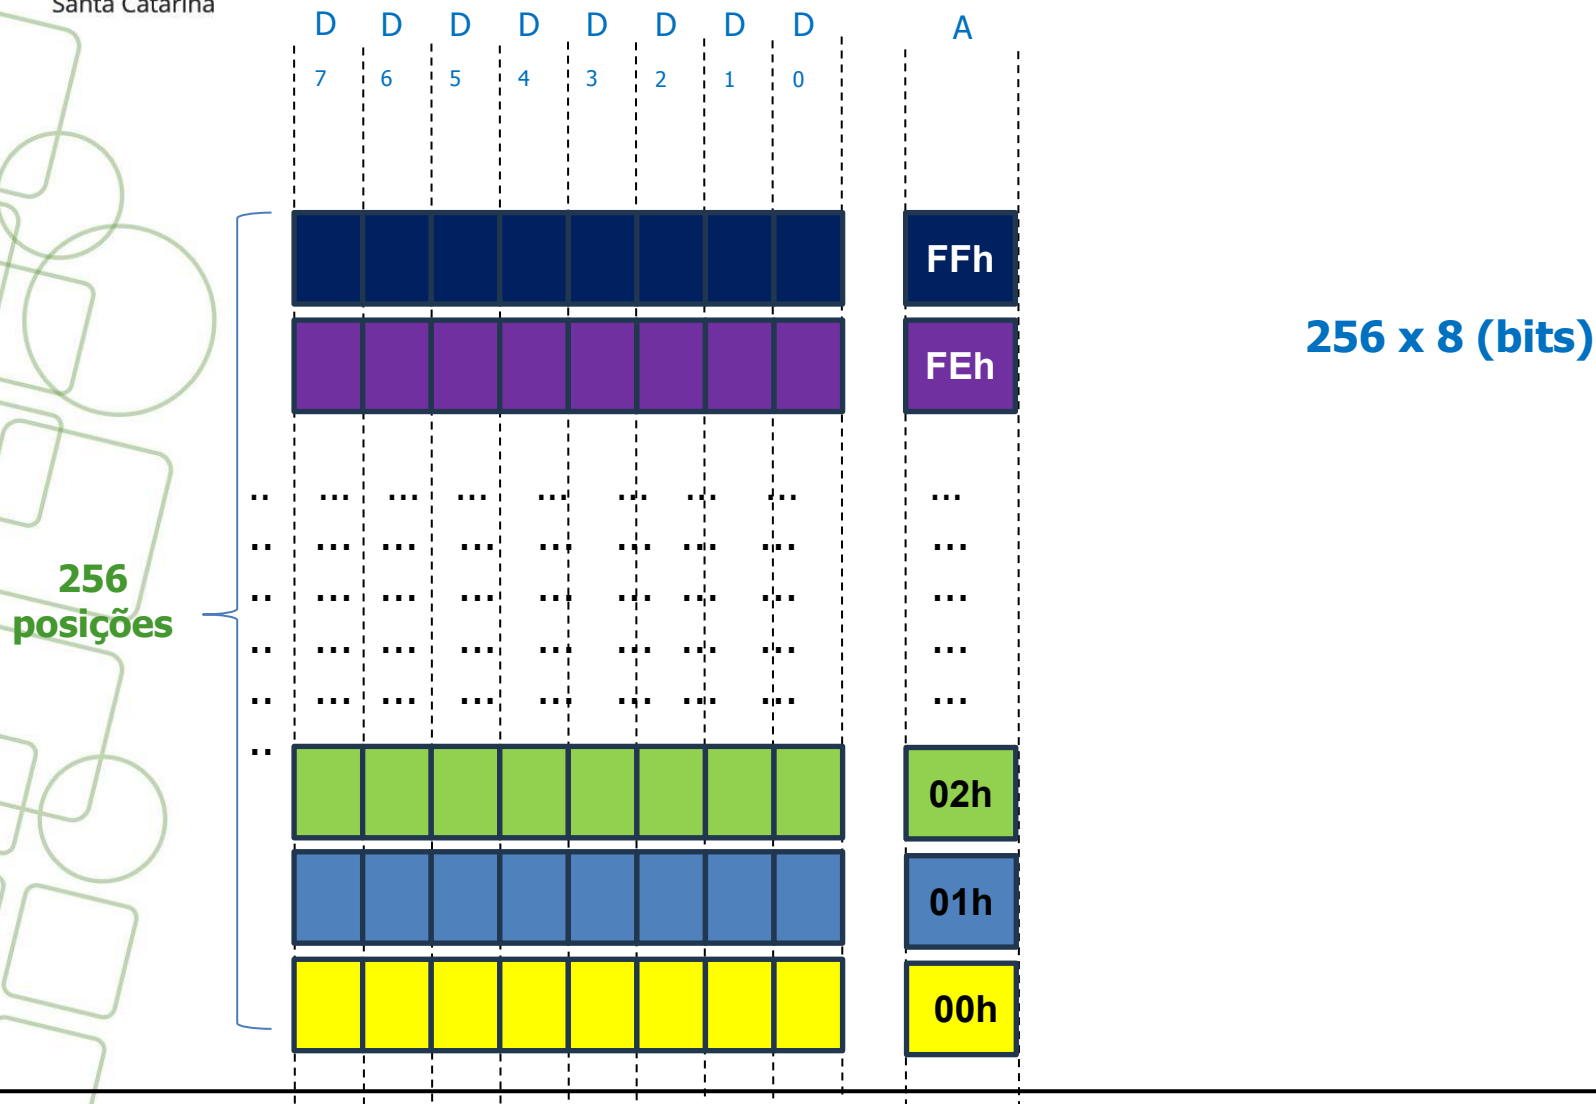 Santa Catarina
D D D D D D D D A
7 6 5 4 3 2 1 0
FFh
FEh
256 x 8 (bits)
.. ... ... ... ... ... ... ... ...
.. ... ... ... ... ... ... ... ...
256
posições
.. ... ... ... ... ... ... ... ...
.. ... ... ... ... ... ... ... ...
.. ... ... ... ... ... ... ... ...
..
02h
01h
00h